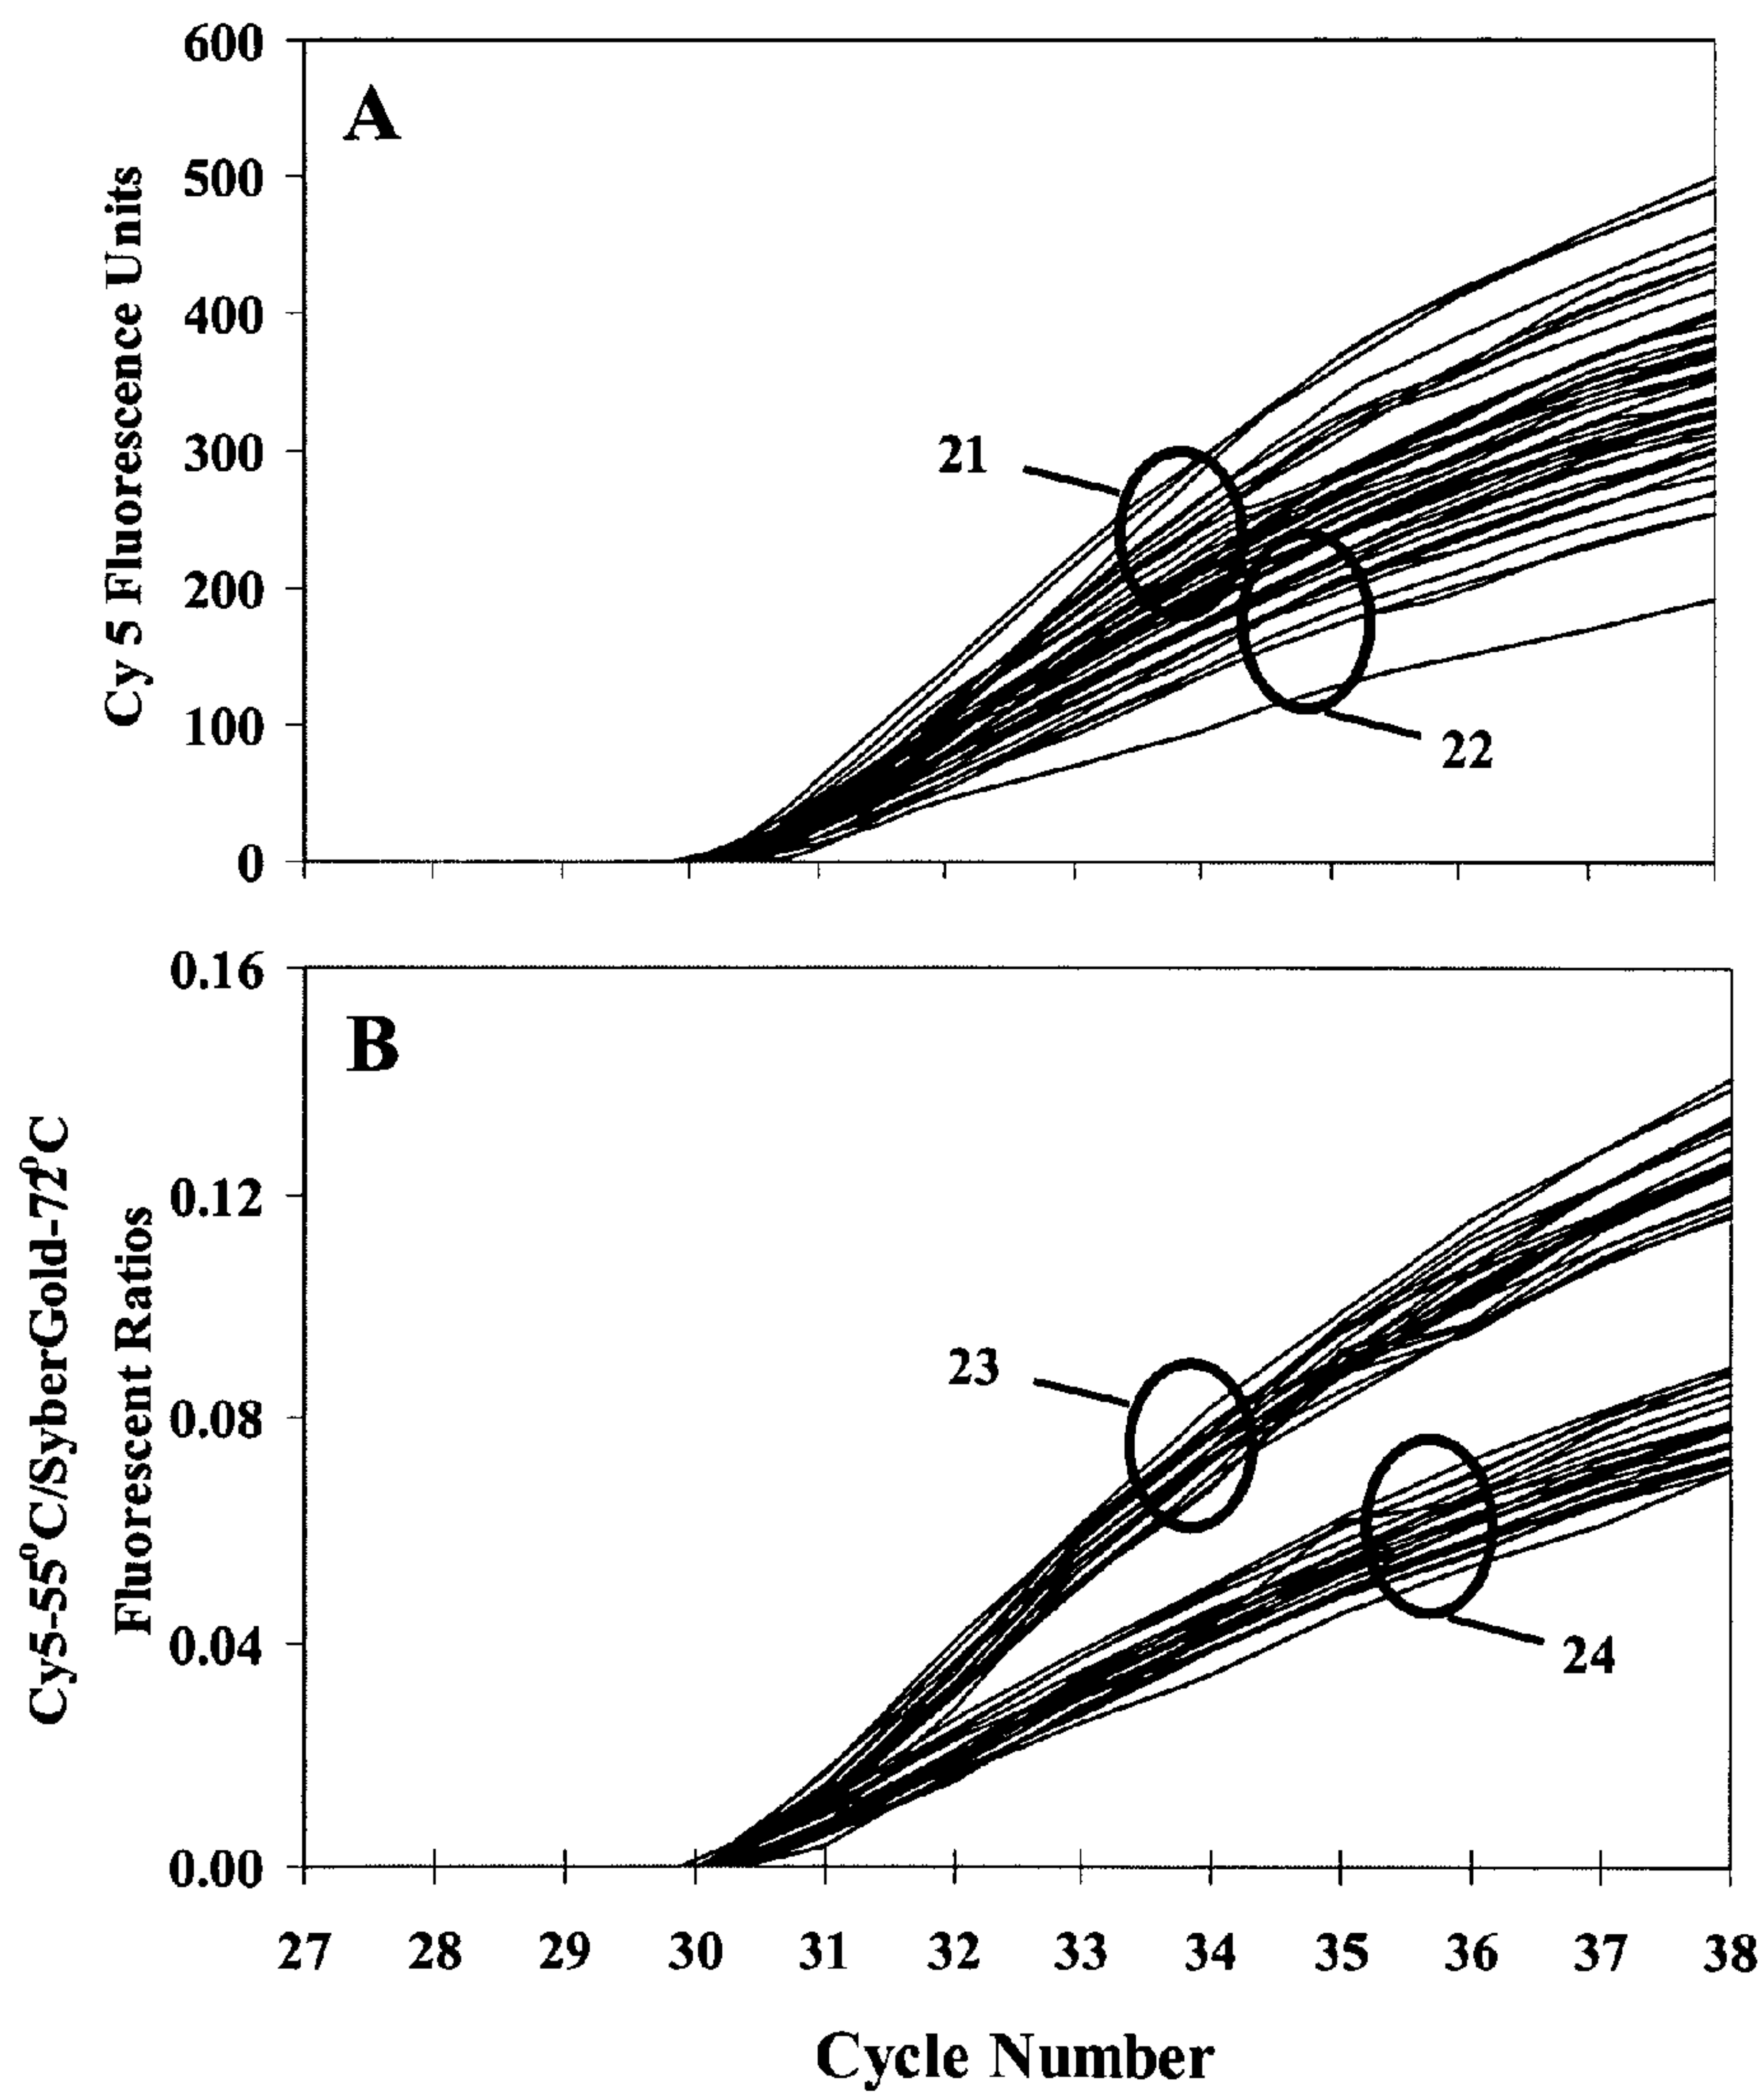 600
A
500
400
300
200
100
0
Cy 5 Fluorescence Units
21
22
0.16
B
0.12
0.08
0.04
0.00
Cy5-55⁰C/SyberGold-72⁰C
Fluorescent Ratios
23
24
27 28 29 30 31 32 33 34 35 36 37 38
Cycle Number